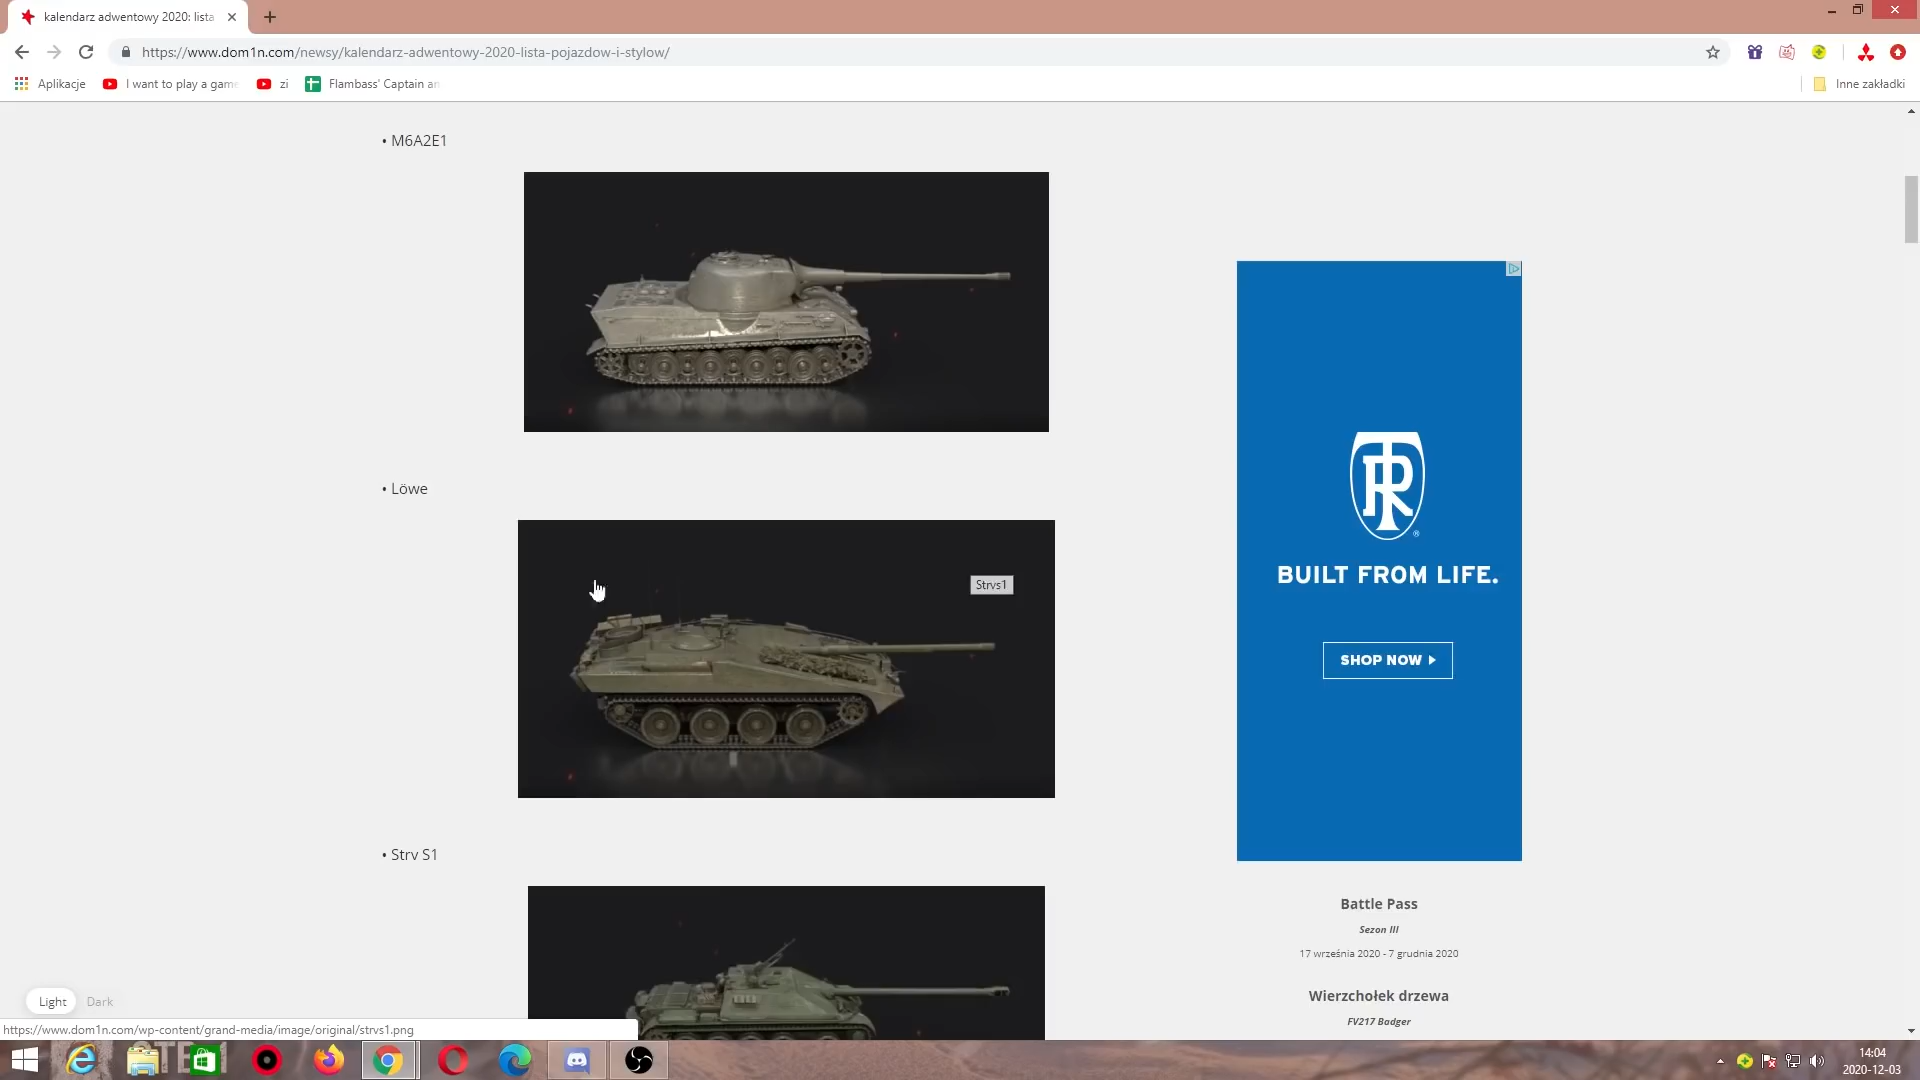 kalendarz adwentowy 2020: lista
https://www.dom1n.com/newsy/kalendarz-adwentowy-2020-lista-pojazdow-i-stylow/
Aplikacje
I want to play a game
zi
Flambass' Captain an
Inne zakładki
• M6A2E1
• Löwe
Strvs1
• Strv S1
BUILT FROM LIFE.
SHOP NOW
Battle Pass
Sezon III
17 września 2020 - 7 grudnia 2020
Wierzchołek drzewa
FV217 Badger
Light Dark
https://www.dom1n.com/wp-content/grand-media/image/original/strvs1.png
14:04
2020-12-03